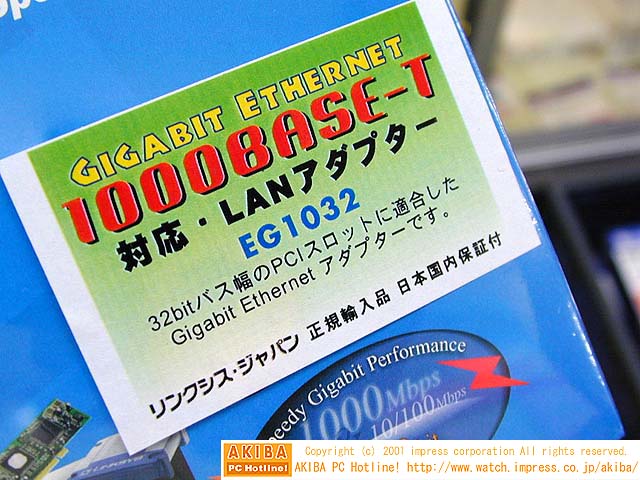 GIGABIT ETHERNET
1000BASE-T
対応・LANアダプター
EG1032
32bitバス幅のPCIスロットに適合した
Gigabit Ethernet アダプターです。
リンクシス・ジャパン 正規輸入品 日本国内保証付
Speedy Gigabit Performance
1000Mbps
10/100Mbps
AKIBA
PC Hotline!
Copyright (c) 2001 impress corporation All rights reserved.
AKIBA PC Hotline! http://www.watch.impress.co.jp/akiba/